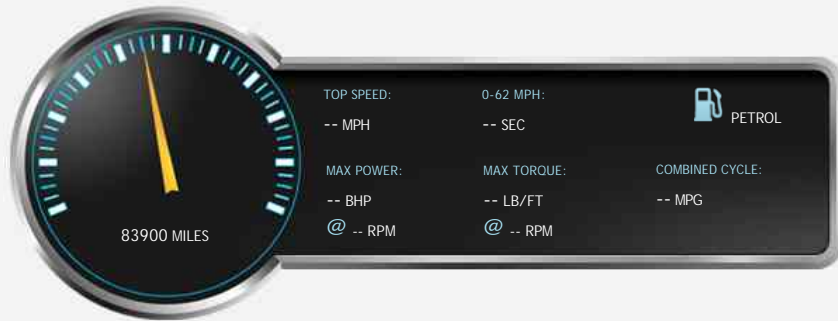 83900 MILES
TOP SPEED:
-- MPH
0-62 MPH:
-- SEC
PETROL
MAX POWER:
-- BHP
@ -- RPM
MAX TORQUE:
-- LB/FT
@ -- RPM
COMBINED CYCLE:
-- MPG